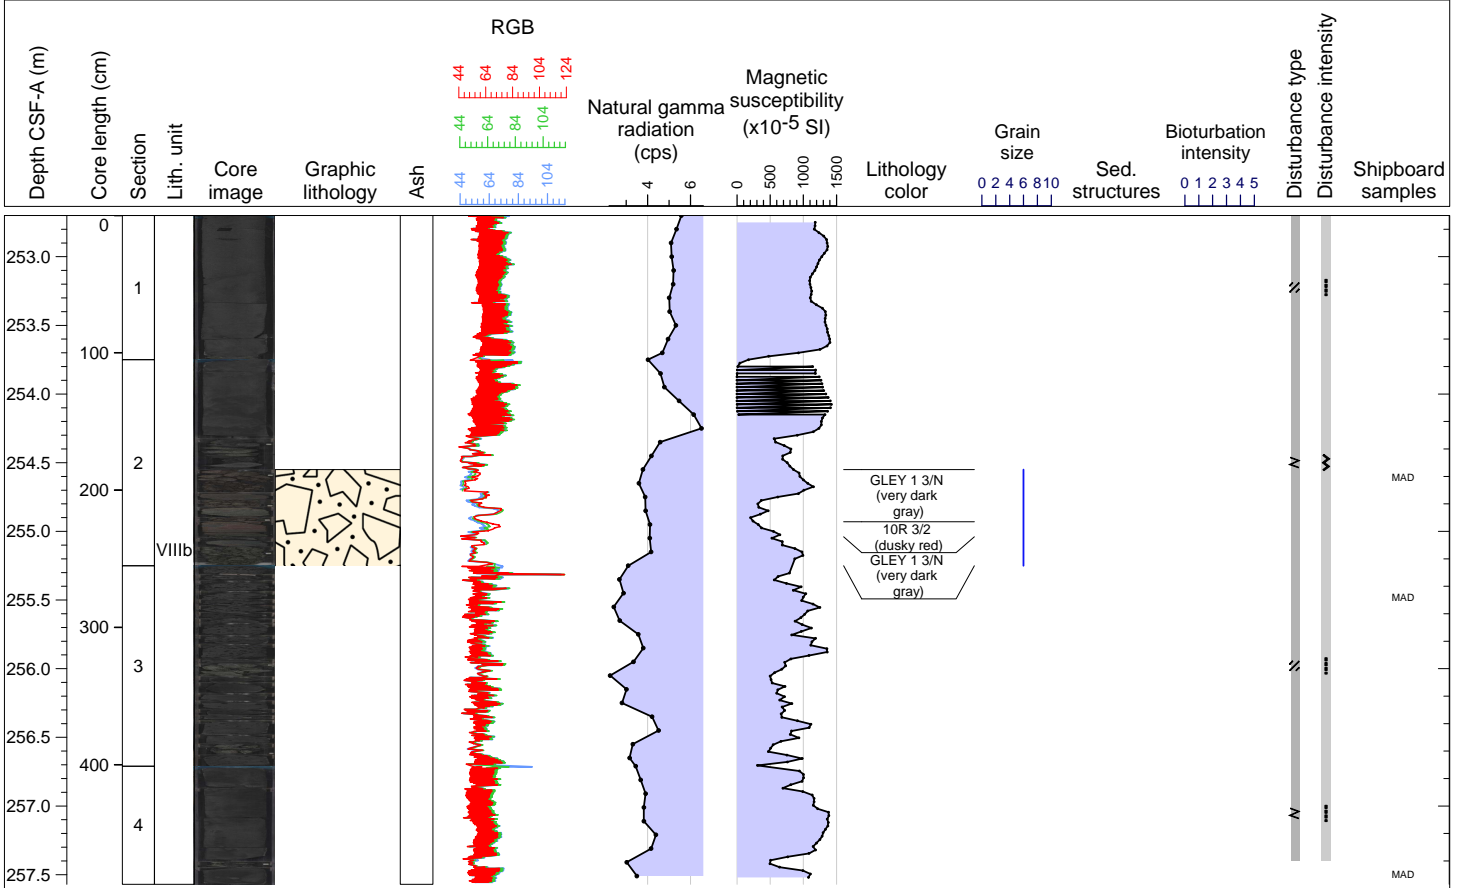 RGB
44 64 84 104 124
44 64 84 104
44 64 84 104
Depth CSF-A (m)
Core length (cm)
Section
Lith. unit
Core
image
Graphic
lithology
Ash
Natural gamma
radiation
(cps)
4 6
Magnetic
susceptibility
(x10-5 SI)
0 500 1000 1500
Lithology
color
Grain
size
0 2 4 6 8 10
Sed.
structures
Bioturbation
intensity
0 1 2 3 4 5
Disturbance type
Disturbance intensity
Shipboard
samples
0
253.0
1
253.5
100
254.0
2
254.5
MAD
GLEY 1 3/N
(very dark
gray)
200
255.0
10R 3/2
(dusky red)
VIIIb
GLEY 1 3/N
(very dark
gray)
255.5
MAD
300
3
256.0
256.5
400
257.0
4
257.5
MAD